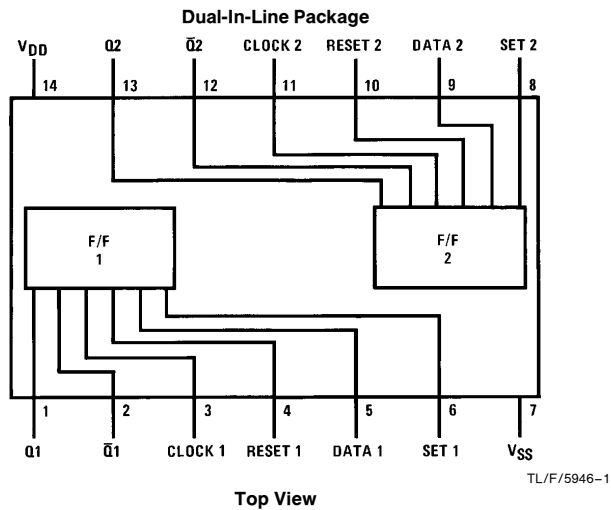 Dual-In-Line Package
VDD Q2 Q̄2 CLOCK 2 RESET 2 DATA 2 SET 2
14 13 12 11 10 9 8
F/F
1
F/F
2
1 2 3 4 5 6 7
Q1 Q̄1 CLOCK 1 RESET 1 DATA 1 SET 1 VSS
TL/F/5946–1
Top View